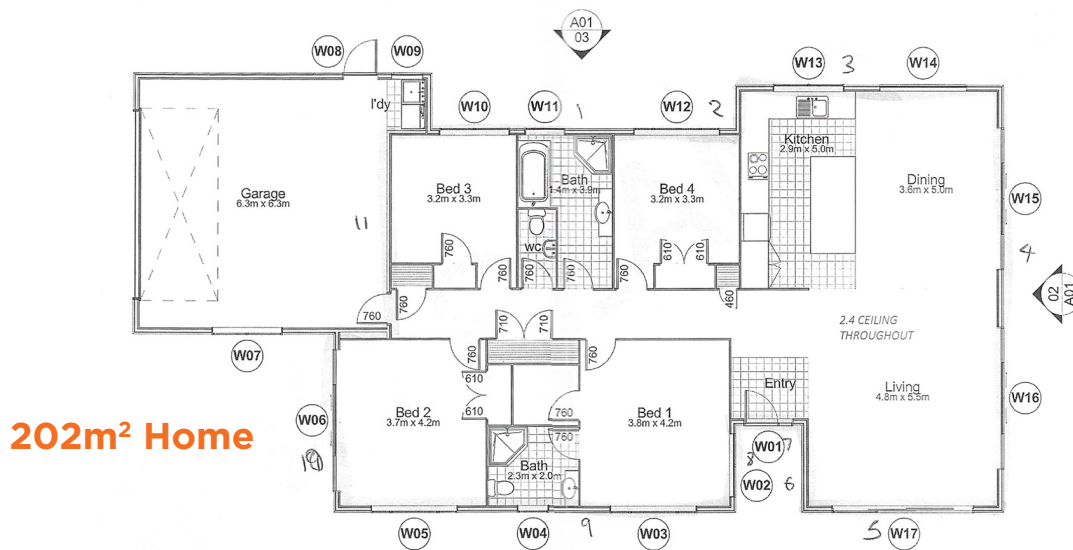 A01
03
W08
W09
W13
3
W14
l'dy
W10
W11
1
W12
2
Kitchen
2.9m x 5.0m
Dining
3.6m x 5.0m
Garage
6.3m x 6.3m
Bed 3
3.2m x 3.3m
Bath
1.4m x 3.9m
Bed 4
3.2m x 3.3m
W15
11
wc
4
760
610
610
760
760
760
760
760
460
02
A01
760
710
710
2.4 CEILING
THROUGHOUT
W07
760
760
610
Entry
Living
4.8m x 5.5m
W16
W06
610
Bed 2
3.7m x 4.2m
760
Bed 1
3.8m x 4.2m
202m² Home
760
W01
7
8
10
Bath
2.3m x 2.0m
W02
6
W05
W04
9
W03
5
W17